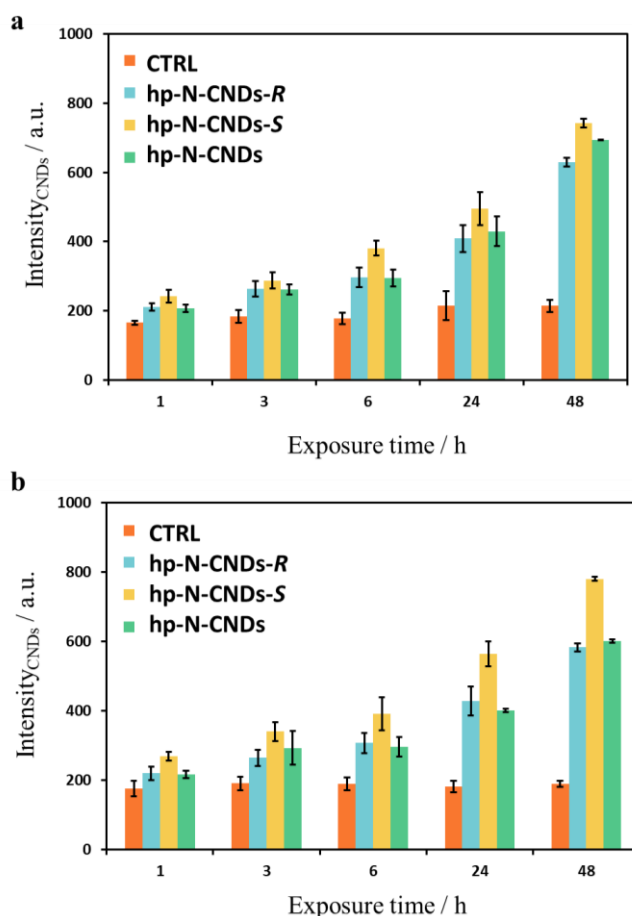 a
1000
800
600
400
200
0
Intensity_CNDs / a.u.
CTRL
hp-N-CNDs-R
hp-N-CNDs-S
hp-N-CNDs
1 3 6 24 48
Exposure time / h
b
1000
800
600
400
200
0
Intensity_CNDs / a.u.
CTRL
hp-N-CNDs-R
hp-N-CNDs-S
hp-N-CNDs
1 3 6 24 48
Exposure time / h